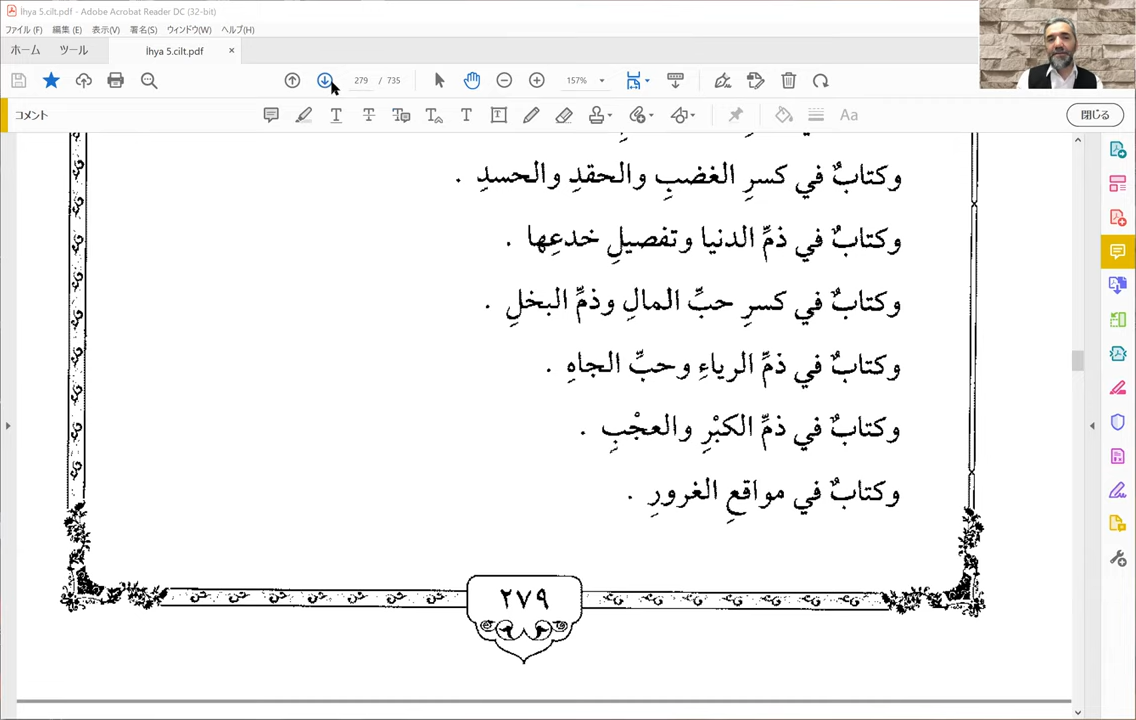 Ihya 5.cilt.pdf - Adobe Acrobat Reader DC (32-bit)
ファイル(F) 編集(E) 表示(V) 署名(S) ウィンドウ(W) ヘルプ(H)
ホーム ツール Ihya 5.cilt.pdf ×
279 / 735 157%
コメント Aa 閉じる
وكتابٌ في كسرِ الغضبِ والحقدِ والحسدِ .
وكتابٌ في ذمِّ الدنيا وتفصيلِ خدعِها .
وكتابٌ في كسرِ حبِّ المالِ وذمِّ البخلِ .
وكتابٌ في ذمِّ الرياءِ وحبِّ الجاهِ .
وكتابٌ في ذمِّ الكبْرِ والعجْبِ .
وكتابٌ في مواقعِ الغرورِ .
٢٧٩